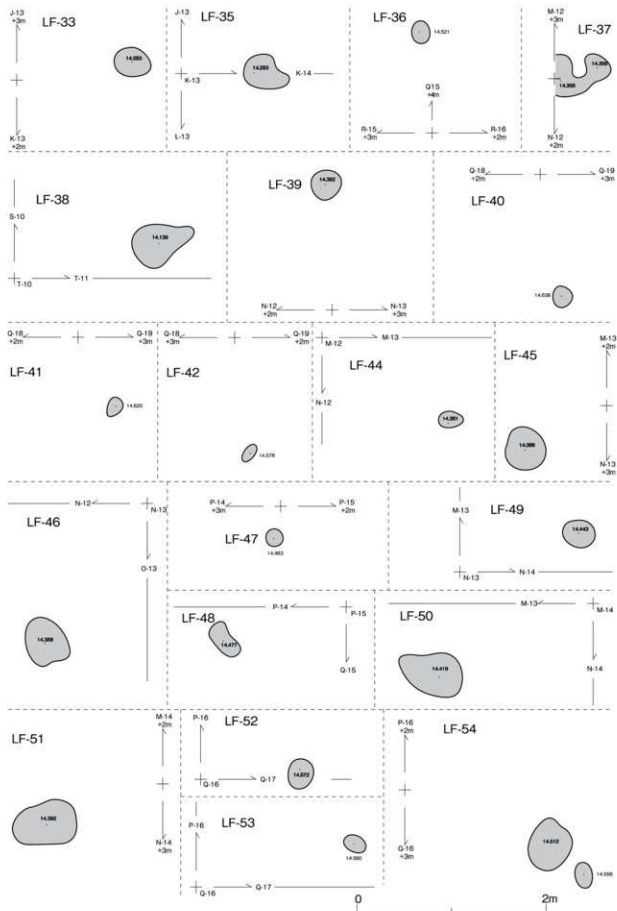 J-13
+3m
LF-33
14.283
K-13
+2m
J-13
LF-35
14.283
K-13
K-14
L-13
LF-36
14.521
Q15
+4m
R-15
+3m
R-16
+2m
M-12
+3m
LF-37
14.356
14.356
N-12
+2m
LF-38
S-10
14.139
T-10
T-11
LF-39
14.382
N-12
+2m
N-13
+3m
Q-18
+2m
Q-19
+3m
LF-40
14.638
Q-18
+2m
Q-19
+3m
LF-41
14.620
Q-18
+3m
Q-19
+2m
LF-42
14.578
M-12
M-13
LF-44
N-12
14.361
LF-45
M-13
+2m
14.386
N-13
+3m
N-12
N-13
LF-46
O-13
14.358
P-14
+3m
P-15
+2m
LF-47
14.463
LF-49
M-13
14.443
N-13
N-14
P-14
P-15
LF-48
14.477
Q-15
M-13
M-14
LF-50
14.418
N-14
LF-51
M-14
+2m
14.392
N-14
+3m
P-16
LF-52
14.572
Q-16
Q-17
P-16
LF-53
14.560
Q-16
Q-17
P-16
+2m
LF-54
14.512
14.559
Q-16
+3m
0
2m